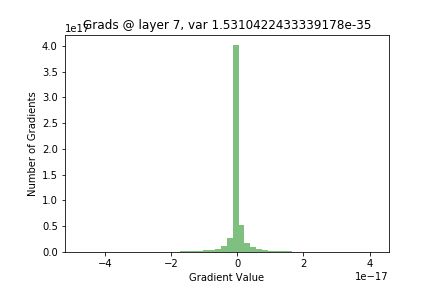 Grads @ layer 7, var 1.5310422433339178e-35
1e17
4.0
3.5
3.0
2.5
2.0
1.5
1.0
0.5
0.0
Number of Gradients
−4 −2 0 2 4
1e−17
Gradient Value